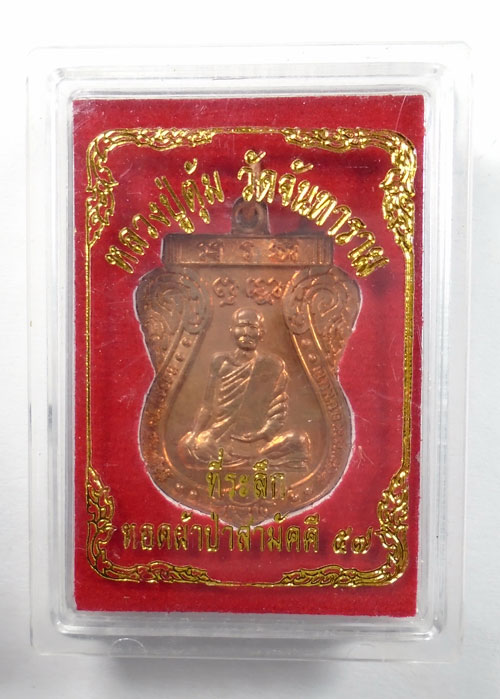 หลวงปู่ตุ้ม วัดจันทาราม
ที่ระลึก
ทอดผ้าป่าสามัคคี ๕๗